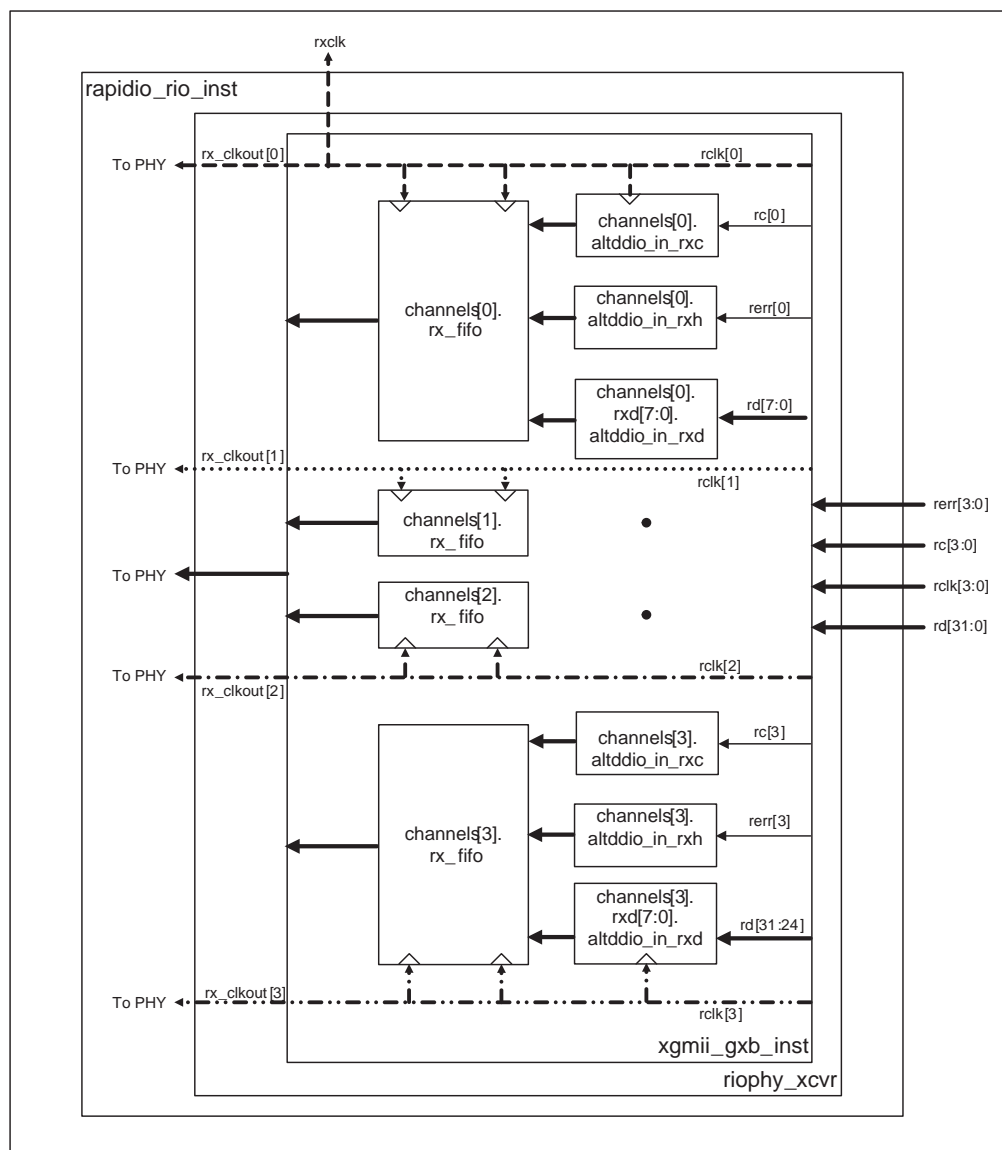 rxclk
rapidio_rio_inst
To PHY
rx_clkout[0]
rclk[0]
channels[0].
altddio_in_rxc
rc[0]
channels[0].
rx_fifo
channels[0].
altddio_in_rxh
rerr[0]
channels[0].
rxd[7:0].
altddio_in_rxd
rd[7:0]
To PHY
rx_clkout[1]
rclk[1]
channels[1].
rx_fifo
rerr[3:0]
rc[3:0]
To PHY
channels[2].
rx_fifo
rclk[3:0]
rd[31:0]
To PHY
rx_clkout[2]
rclk[2]
channels[3].
altddio_in_rxc
rc[3]
channels[3].
rx_fifo
channels[3].
altddio_in_rxh
rerr[3]
channels[3].
rxd[7:0].
altddio_in_rxd
rd[31:24]
To PHY
rx_clkout[3]
rclk[3]
xgmii_gxb_inst
riophy_xcvr